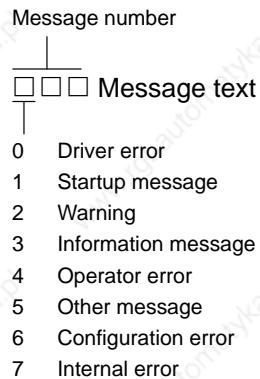 Message number
□□□ Message text
0 Driver error
1 Startup message
2 Warning
3 Information message
4 Operator error
5 Other message
6 Configuration error
7 Internal error